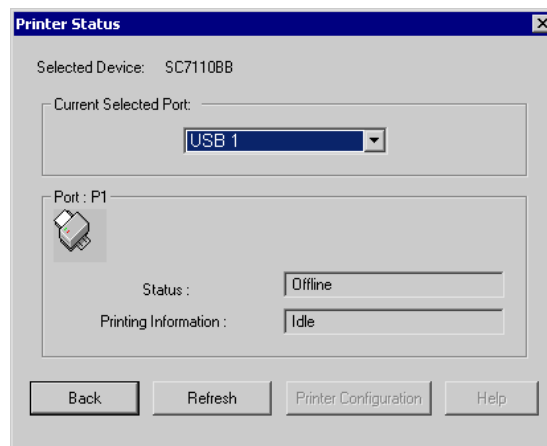 Printer Status
Selected Device: SC7110BB
Current Selected Port:
USB 1
Port : P1
Status : Offline
Printing Information : Idle
Back Refresh Printer Configuration Help